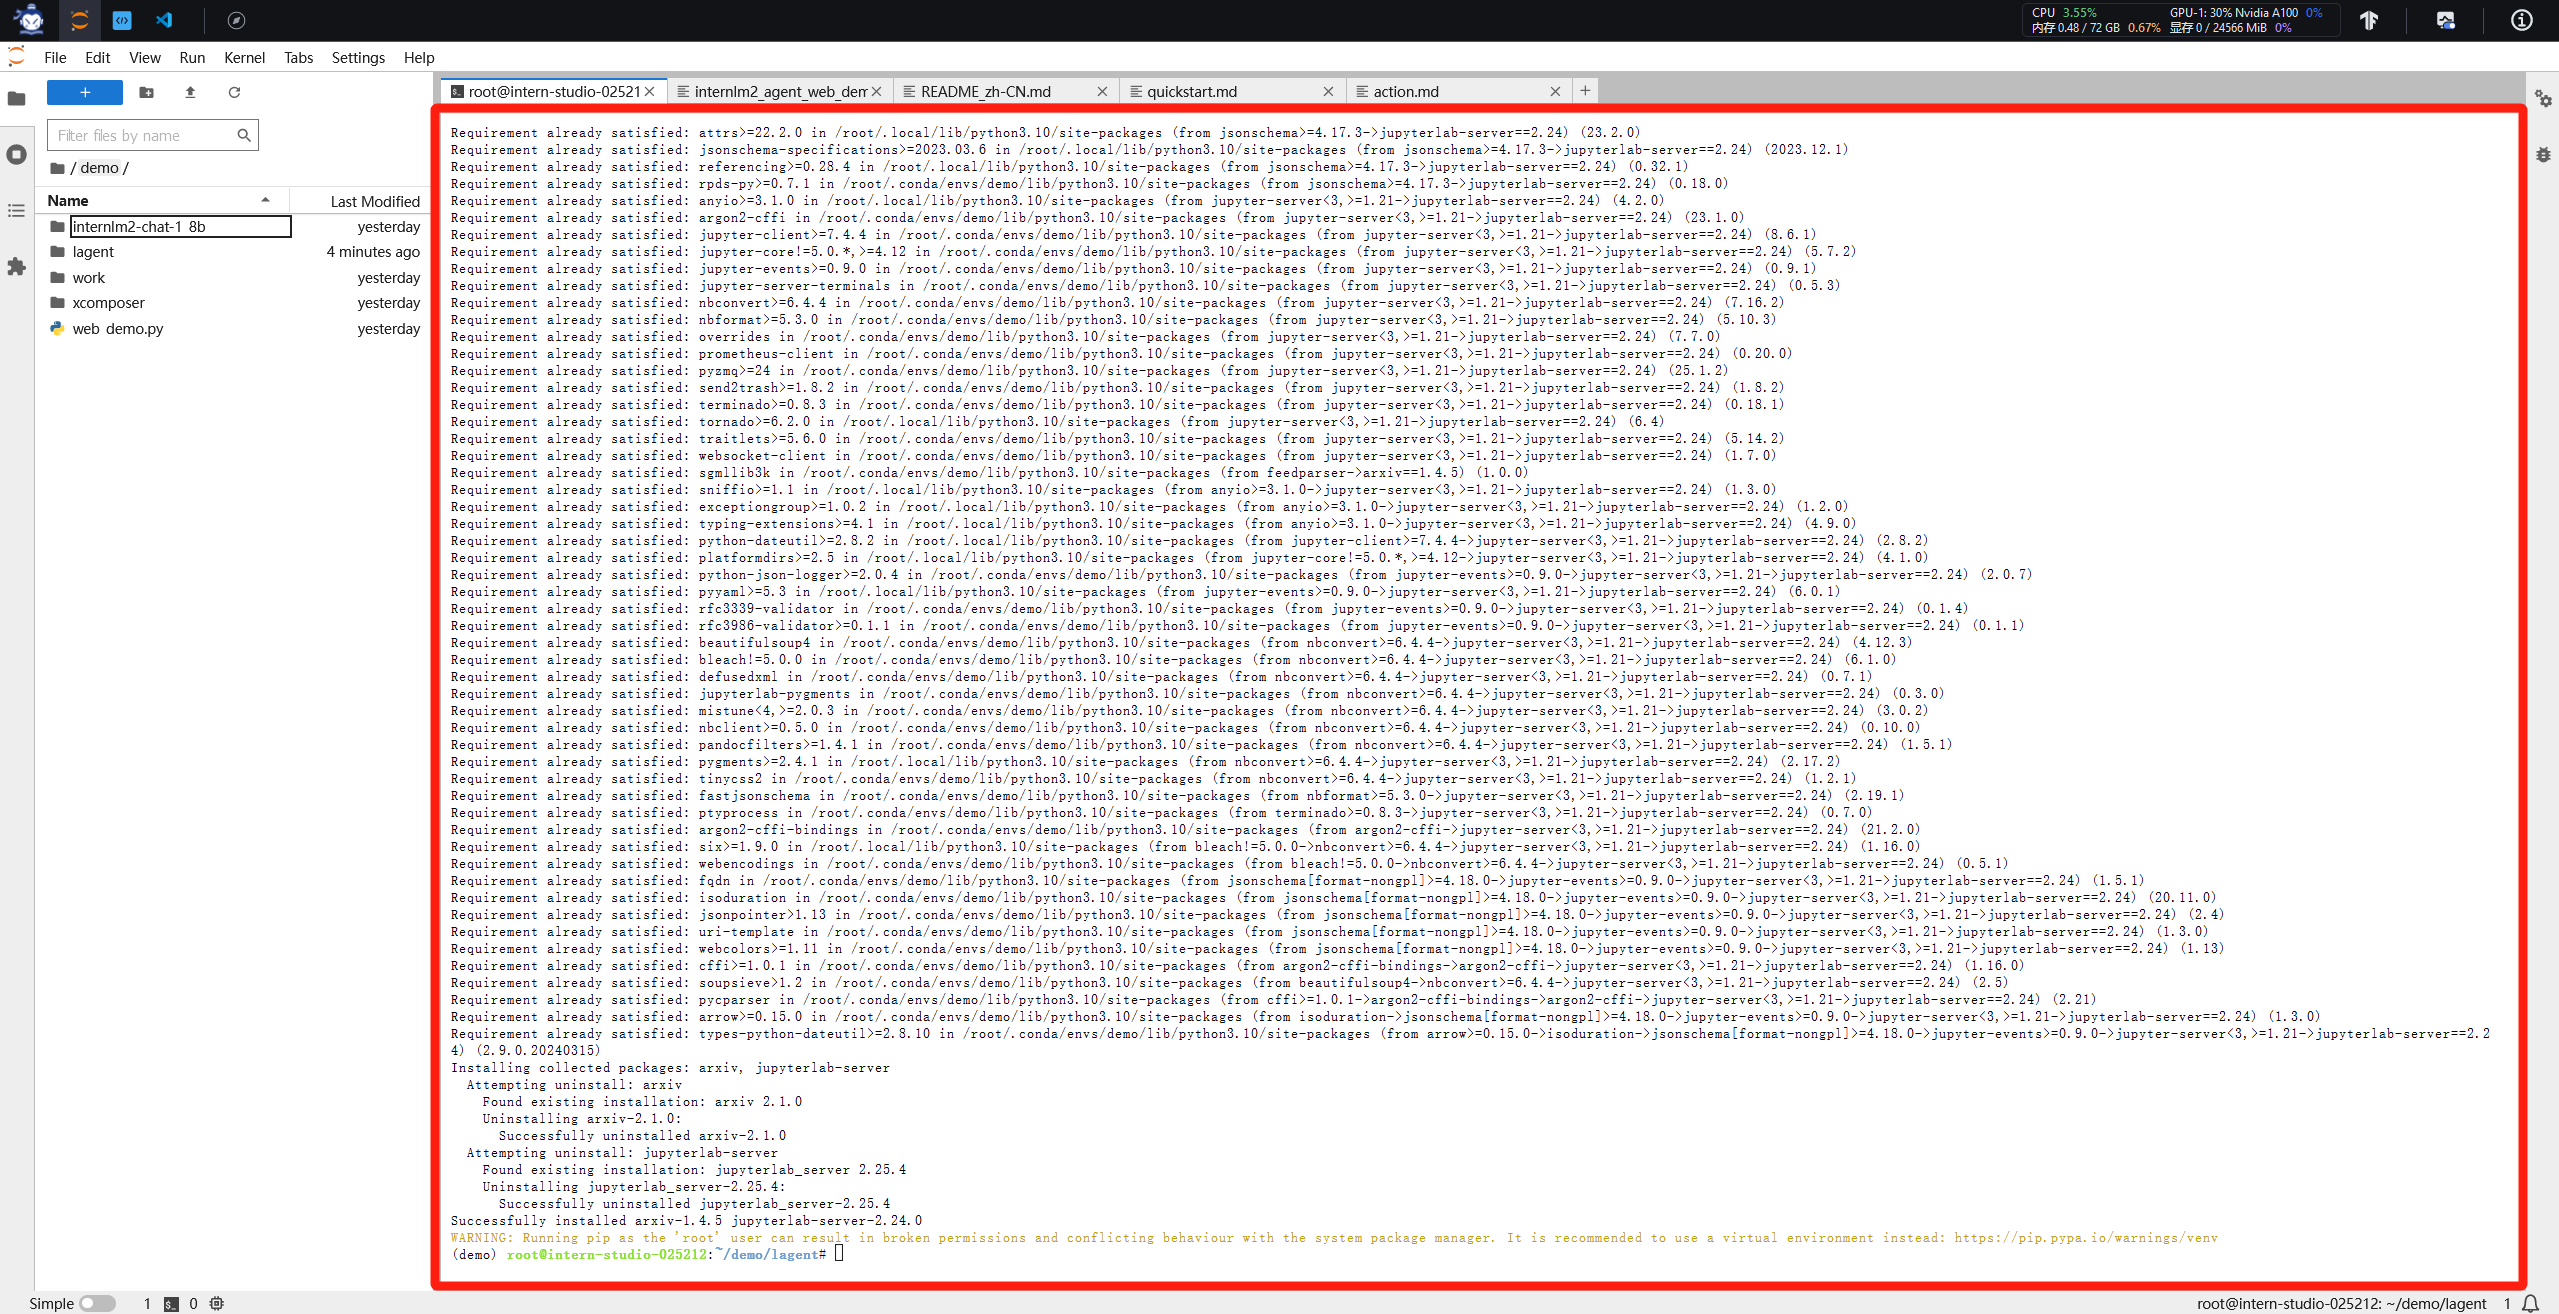 CPU 3.55% GPU-1: 30% Nvidia A100 0%
内存 0.48 / 72 GB 0.67% 显存 0 / 24566 MiB 0%
File Edit View Run Kernel Tabs Settings Help
root@intern-studio-02521 internlm2_agent_web_dem README_zh-CN.md quickstart.md action.md
Filter files by name
/ demo /
Name Last Modified
internlm2-chat-1_8b yesterday
lagent 4 minutes ago
work yesterday
xcomposer yesterday
web_demo.py yesterday
Requirement already satisfied: attrs>=22.2.0 in /root/.local/lib/python3.10/site-packages (from jsonschema>=4.17.3->jupyterlab-server==2.24) (23.2.0)
Requirement already satisfied: jsonschema-specifications>=2023.03.6 in /root/.local/lib/python3.10/site-packages (from jsonschema>=4.17.3->jupyterlab-server==2.24) (2023.12.1)
Requirement already satisfied: referencing>=0.28.4 in /root/.local/lib/python3.10/site-packages (from jsonschema>=4.17.3->jupyterlab-server==2.24) (0.32.1)
Requirement already satisfied: rpds-py>=0.7.1 in /root/.conda/envs/demo/lib/python3.10/site-packages (from jsonschema>=4.17.3->jupyterlab-server==2.24) (0.18.0)
Requirement already satisfied: anyio>=3.1.0 in /root/.conda/envs/demo/lib/python3.10/site-packages (from jupyter-server<3,>=1.21->jupyterlab-server==2.24) (4.2.0)
Requirement already satisfied: argon2-cffi in /root/.conda/envs/demo/lib/python3.10/site-packages (from jupyter-server<3,>=1.21->jupyterlab-server==2.24) (23.1.0)
Requirement already satisfied: jupyter-client>=7.4.4 in /root/.conda/envs/demo/lib/python3.10/site-packages (from jupyter-server<3,>=1.21->jupyterlab-server==2.24) (8.6.1)
Requirement already satisfied: jupyter-core!=5.0.*,>=4.12 in /root/.conda/envs/demo/lib/python3.10/site-packages (from jupyter-server<3,>=1.21->jupyterlab-server==2.24) (5.7.2)
Requirement already satisfied: jupyter-events>=0.9.0 in /root/.conda/envs/demo/lib/python3.10/site-packages (from jupyter-server<3,>=1.21->jupyterlab-server==2.24) (0.9.1)
Requirement already satisfied: jupyter-server-terminals in /root/.conda/envs/demo/lib/python3.10/site-packages (from jupyter-server<3,>=1.21->jupyterlab-server==2.24) (0.5.3)
Requirement already satisfied: nbconvert>=6.4.4 in /root/.conda/envs/demo/lib/python3.10/site-packages (from jupyter-server<3,>=1.21->jupyterlab-server==2.24) (7.16.2)
Requirement already satisfied: nbformat>=5.3.0 in /root/.conda/envs/demo/lib/python3.10/site-packages (from jupyter-server<3,>=1.21->jupyterlab-server==2.24) (5.10.3)
Requirement already satisfied: overrides in /root/.conda/envs/demo/lib/python3.10/site-packages (from jupyter-server<3,>=1.21->jupyterlab-server==2.24) (7.7.0)
Requirement already satisfied: prometheus-client in /root/.conda/envs/demo/lib/python3.10/site-packages (from jupyter-server<3,>=1.21->jupyterlab-server==2.24) (0.20.0)
Requirement already satisfied: pyzmq>=24 in /root/.conda/envs/demo/lib/python3.10/site-packages (from jupyter-server<3,>=1.21->jupyterlab-server==2.24) (25.1.2)
Requirement already satisfied: send2trash>=1.8.2 in /root/.conda/envs/demo/lib/python3.10/site-packages (from jupyter-server<3,>=1.21->jupyterlab-server==2.24) (1.8.2)
Requirement already satisfied: terminado>=0.8.3 in /root/.conda/envs/demo/lib/python3.10/site-packages (from jupyter-server<3,>=1.21->jupyterlab-server==2.24) (0.18.1)
Requirement already satisfied: tornado>=6.2.0 in /root/.local/lib/python3.10/site-packages (from jupyter-server<3,>=1.21->jupyterlab-server==2.24) (6.4)
Requirement already satisfied: traitlets>=5.6.0 in /root/.conda/envs/demo/lib/python3.10/site-packages (from jupyter-server<3,>=1.21->jupyterlab-server==2.24) (5.14.2)
Requirement already satisfied: websocket-client in /root/.conda/envs/demo/lib/python3.10/site-packages (from jupyter-server<3,>=1.21->jupyterlab-server==2.24) (1.7.0)
Requirement already satisfied: sgmllib3k in /root/.conda/envs/demo/lib/python3.10/site-packages (from feedparser->arxiv==1.4.5) (1.0.0)
Requirement already satisfied: sniffio>=1.1 in /root/.local/lib/python3.10/site-packages (from anyio>=3.1.0->jupyter-server<3,>=1.21->jupyterlab-server==2.24) (1.3.0)
Requirement already satisfied: exceptiongroup>=1.0.2 in /root/.local/lib/python3.10/site-packages (from anyio>=3.1.0->jupyter-server<3,>=1.21->jupyterlab-server==2.24) (1.2.0)
Requirement already satisfied: typing-extensions>=4.1 in /root/.local/lib/python3.10/site-packages (from anyio>=3.1.0->jupyter-server<3,>=1.21->jupyterlab-server==2.24) (4.9.0)
Requirement already satisfied: python-dateutil>=2.8.2 in /root/.local/lib/python3.10/site-packages (from jupyter-client>=7.4.4->jupyter-server<3,>=1.21->jupyterlab-server==2.24) (2.8.2)
Requirement already satisfied: platformdirs>=2.5 in /root/.local/lib/python3.10/site-packages (from jupyter-core!=5.0.*,>=4.12->jupyter-server<3,>=1.21->jupyterlab-server==2.24) (4.1.0)
Requirement already satisfied: python-json-logger>=2.0.4 in /root/.conda/envs/demo/lib/python3.10/site-packages (from jupyter-events>=0.9.0->jupyter-server<3,>=1.21->jupyterlab-server==2.24) (2.0.7)
Requirement already satisfied: pyyaml>=5.3 in /root/.local/lib/python3.10/site-packages (from jupyter-events>=0.9.0->jupyter-server<3,>=1.21->jupyterlab-server==2.24) (6.0.1)
Requirement already satisfied: rfc3339-validator in /root/.conda/envs/demo/lib/python3.10/site-packages (from jupyter-events>=0.9.0->jupyter-server<3,>=1.21->jupyterlab-server==2.24) (0.1.4)
Requirement already satisfied: rfc3986-validator>=0.1.1 in /root/.conda/envs/demo/lib/python3.10/site-packages (from jupyter-events>=0.9.0->jupyter-server<3,>=1.21->jupyterlab-server==2.24) (0.1.1)
Requirement already satisfied: beautifulsoup4 in /root/.conda/envs/demo/lib/python3.10/site-packages (from nbconvert>=6.4.4->jupyter-server<3,>=1.21->jupyterlab-server==2.24) (4.12.3)
Requirement already satisfied: bleach!=5.0.0 in /root/.conda/envs/demo/lib/python3.10/site-packages (from nbconvert>=6.4.4->jupyter-server<3,>=1.21->jupyterlab-server==2.24) (6.1.0)
Requirement already satisfied: defusedxml in /root/.conda/envs/demo/lib/python3.10/site-packages (from nbconvert>=6.4.4->jupyter-server<3,>=1.21->jupyterlab-server==2.24) (0.7.1)
Requirement already satisfied: jupyterlab-pygments in /root/.conda/envs/demo/lib/python3.10/site-packages (from nbconvert>=6.4.4->jupyter-server<3,>=1.21->jupyterlab-server==2.24) (0.3.0)
Requirement already satisfied: mistune<4,>=2.0.3 in /root/.conda/envs/demo/lib/python3.10/site-packages (from nbconvert>=6.4.4->jupyter-server<3,>=1.21->jupyterlab-server==2.24) (3.0.2)
Requirement already satisfied: nbclient>=0.5.0 in /root/.conda/envs/demo/lib/python3.10/site-packages (from nbconvert>=6.4.4->jupyter-server<3,>=1.21->jupyterlab-server==2.24) (0.10.0)
Requirement already satisfied: pandocfilters>=1.4.1 in /root/.conda/envs/demo/lib/python3.10/site-packages (from nbconvert>=6.4.4->jupyter-server<3,>=1.21->jupyterlab-server==2.24) (1.5.1)
Requirement already satisfied: pygments>=2.4.1 in /root/.local/lib/python3.10/site-packages (from nbconvert>=6.4.4->jupyter-server<3,>=1.21->jupyterlab-server==2.24) (2.17.2)
Requirement already satisfied: tinycss2 in /root/.conda/envs/demo/lib/python3.10/site-packages (from nbconvert>=6.4.4->jupyter-server<3,>=1.21->jupyterlab-server==2.24) (1.2.1)
Requirement already satisfied: fastjsonschema in /root/.conda/envs/demo/lib/python3.10/site-packages (from nbformat>=5.3.0->jupyter-server<3,>=1.21->jupyterlab-server==2.24) (2.19.1)
Requirement already satisfied: ptyprocess in /root/.conda/envs/demo/lib/python3.10/site-packages (from terminado>=0.8.3->jupyter-server<3,>=1.21->jupyterlab-server==2.24) (0.7.0)
Requirement already satisfied: argon2-cffi-bindings in /root/.conda/envs/demo/lib/python3.10/site-packages (from argon2-cffi->jupyter-server<3,>=1.21->jupyterlab-server==2.24) (21.2.0)
Requirement already satisfied: six>=1.9.0 in /root/.local/lib/python3.10/site-packages (from bleach!=5.0.0->nbconvert>=6.4.4->jupyter-server<3,>=1.21->jupyterlab-server==2.24) (1.16.0)
Requirement already satisfied: webencodings in /root/.conda/envs/demo/lib/python3.10/site-packages (from bleach!=5.0.0->nbconvert>=6.4.4->jupyter-server<3,>=1.21->jupyterlab-server==2.24) (0.5.1)
Requirement already satisfied: fqdn in /root/.conda/envs/demo/lib/python3.10/site-packages (from jsonschema[format-nongpl]>=4.18.0->jupyter-events>=0.9.0->jupyter-server<3,>=1.21->jupyterlab-server==2.24) (1.5.1)
Requirement already satisfied: isoduration in /root/.conda/envs/demo/lib/python3.10/site-packages (from jsonschema[format-nongpl]>=4.18.0->jupyter-events>=0.9.0->jupyter-server<3,>=1.21->jupyterlab-server==2.24) (20.11.0)
Requirement already satisfied: jsonpointer>1.13 in /root/.conda/envs/demo/lib/python3.10/site-packages (from jsonschema[format-nongpl]>=4.18.0->jupyter-events>=0.9.0->jupyter-server<3,>=1.21->jupyterlab-server==2.24) (2.4)
Requirement already satisfied: uri-template in /root/.conda/envs/demo/lib/python3.10/site-packages (from jsonschema[format-nongpl]>=4.18.0->jupyter-events>=0.9.0->jupyter-server<3,>=1.21->jupyterlab-server==2.24) (1.3.0)
Requirement already satisfied: webcolors>=1.11 in /root/.conda/envs/demo/lib/python3.10/site-packages (from jsonschema[format-nongpl]>=4.18.0->jupyter-events>=0.9.0->jupyter-server<3,>=1.21->jupyterlab-server==2.24) (1.13)
Requirement already satisfied: cffi>=1.0.1 in /root/.conda/envs/demo/lib/python3.10/site-packages (from argon2-cffi-bindings->argon2-cffi->jupyter-server<3,>=1.21->jupyterlab-server==2.24) (1.16.0)
Requirement already satisfied: soupsieve>1.2 in /root/.conda/envs/demo/lib/python3.10/site-packages (from beautifulsoup4->nbconvert>=6.4.4->jupyter-server<3,>=1.21->jupyterlab-server==2.24) (2.5)
Requirement already satisfied: pycparser in /root/.conda/envs/demo/lib/python3.10/site-packages (from cffi>=1.0.1->argon2-cffi-bindings->argon2-cffi->jupyter-server<3,>=1.21->jupyterlab-server==2.24) (2.21)
Requirement already satisfied: arrow>=0.15.0 in /root/.conda/envs/demo/lib/python3.10/site-packages (from isoduration->jsonschema[format-nongpl]>=4.18.0->jupyter-events>=0.9.0->jupyter-server<3,>=1.21->jupyterlab-server==2.24) (1.3.0)
Requirement already satisfied: types-python-dateutil>=2.8.10 in /root/.conda/envs/demo/lib/python3.10/site-packages (from arrow>=0.15.0->isoduration->jsonschema[format-nongpl]>=4.18.0->jupyter-events>=0.9.0->jupyter-server<3,>=1.21->jupyterlab-server==2.2
4) (2.9.0.20240315)
Installing collected packages: arxiv, jupyterlab-server
Attempting uninstall: arxiv
Found existing installation: arxiv 2.1.0
Uninstalling arxiv-2.1.0:
Successfully uninstalled arxiv-2.1.0
Attempting uninstall: jupyterlab-server
Found existing installation: jupyterlab_server 2.25.4
Uninstalling jupyterlab_server-2.25.4:
Successfully uninstalled jupyterlab_server-2.25.4
Successfully installed arxiv-1.4.5 jupyterlab-server-2.24.0
WARNING: Running pip as the 'root' user can result in broken permissions and conflicting behaviour with the system package manager. It is recommended to use a virtual environment instead: https://pip.pypa.io/warnings/venv
(demo) root@intern-studio-025212:~/demo/lagent#
Simple 1 0 root@intern-studio-025212: ~/demo/lagent 1